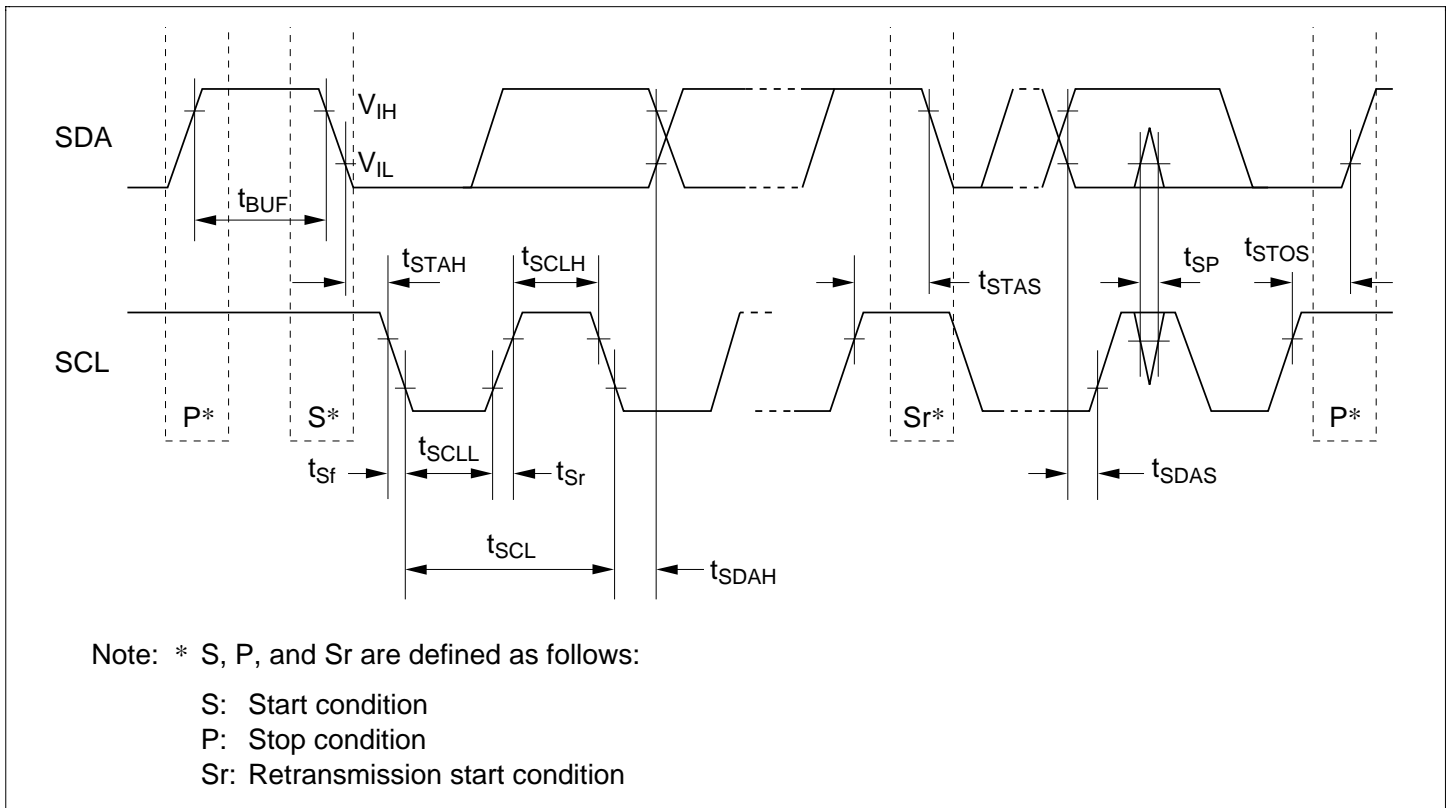 SDA
V_IH
V_IL
t_BUF
t_STAH
t_SCLH
t_STAS
t_SP
t_STOS
SCL
P*
S*
Sr*
P*
t_Sf
t_SCLL
t_Sr
t_SDAS
t_SCL
t_SDAH
Note: * S, P, and Sr are defined as follows:
S: Start condition
P: Stop condition
Sr: Retransmission start condition